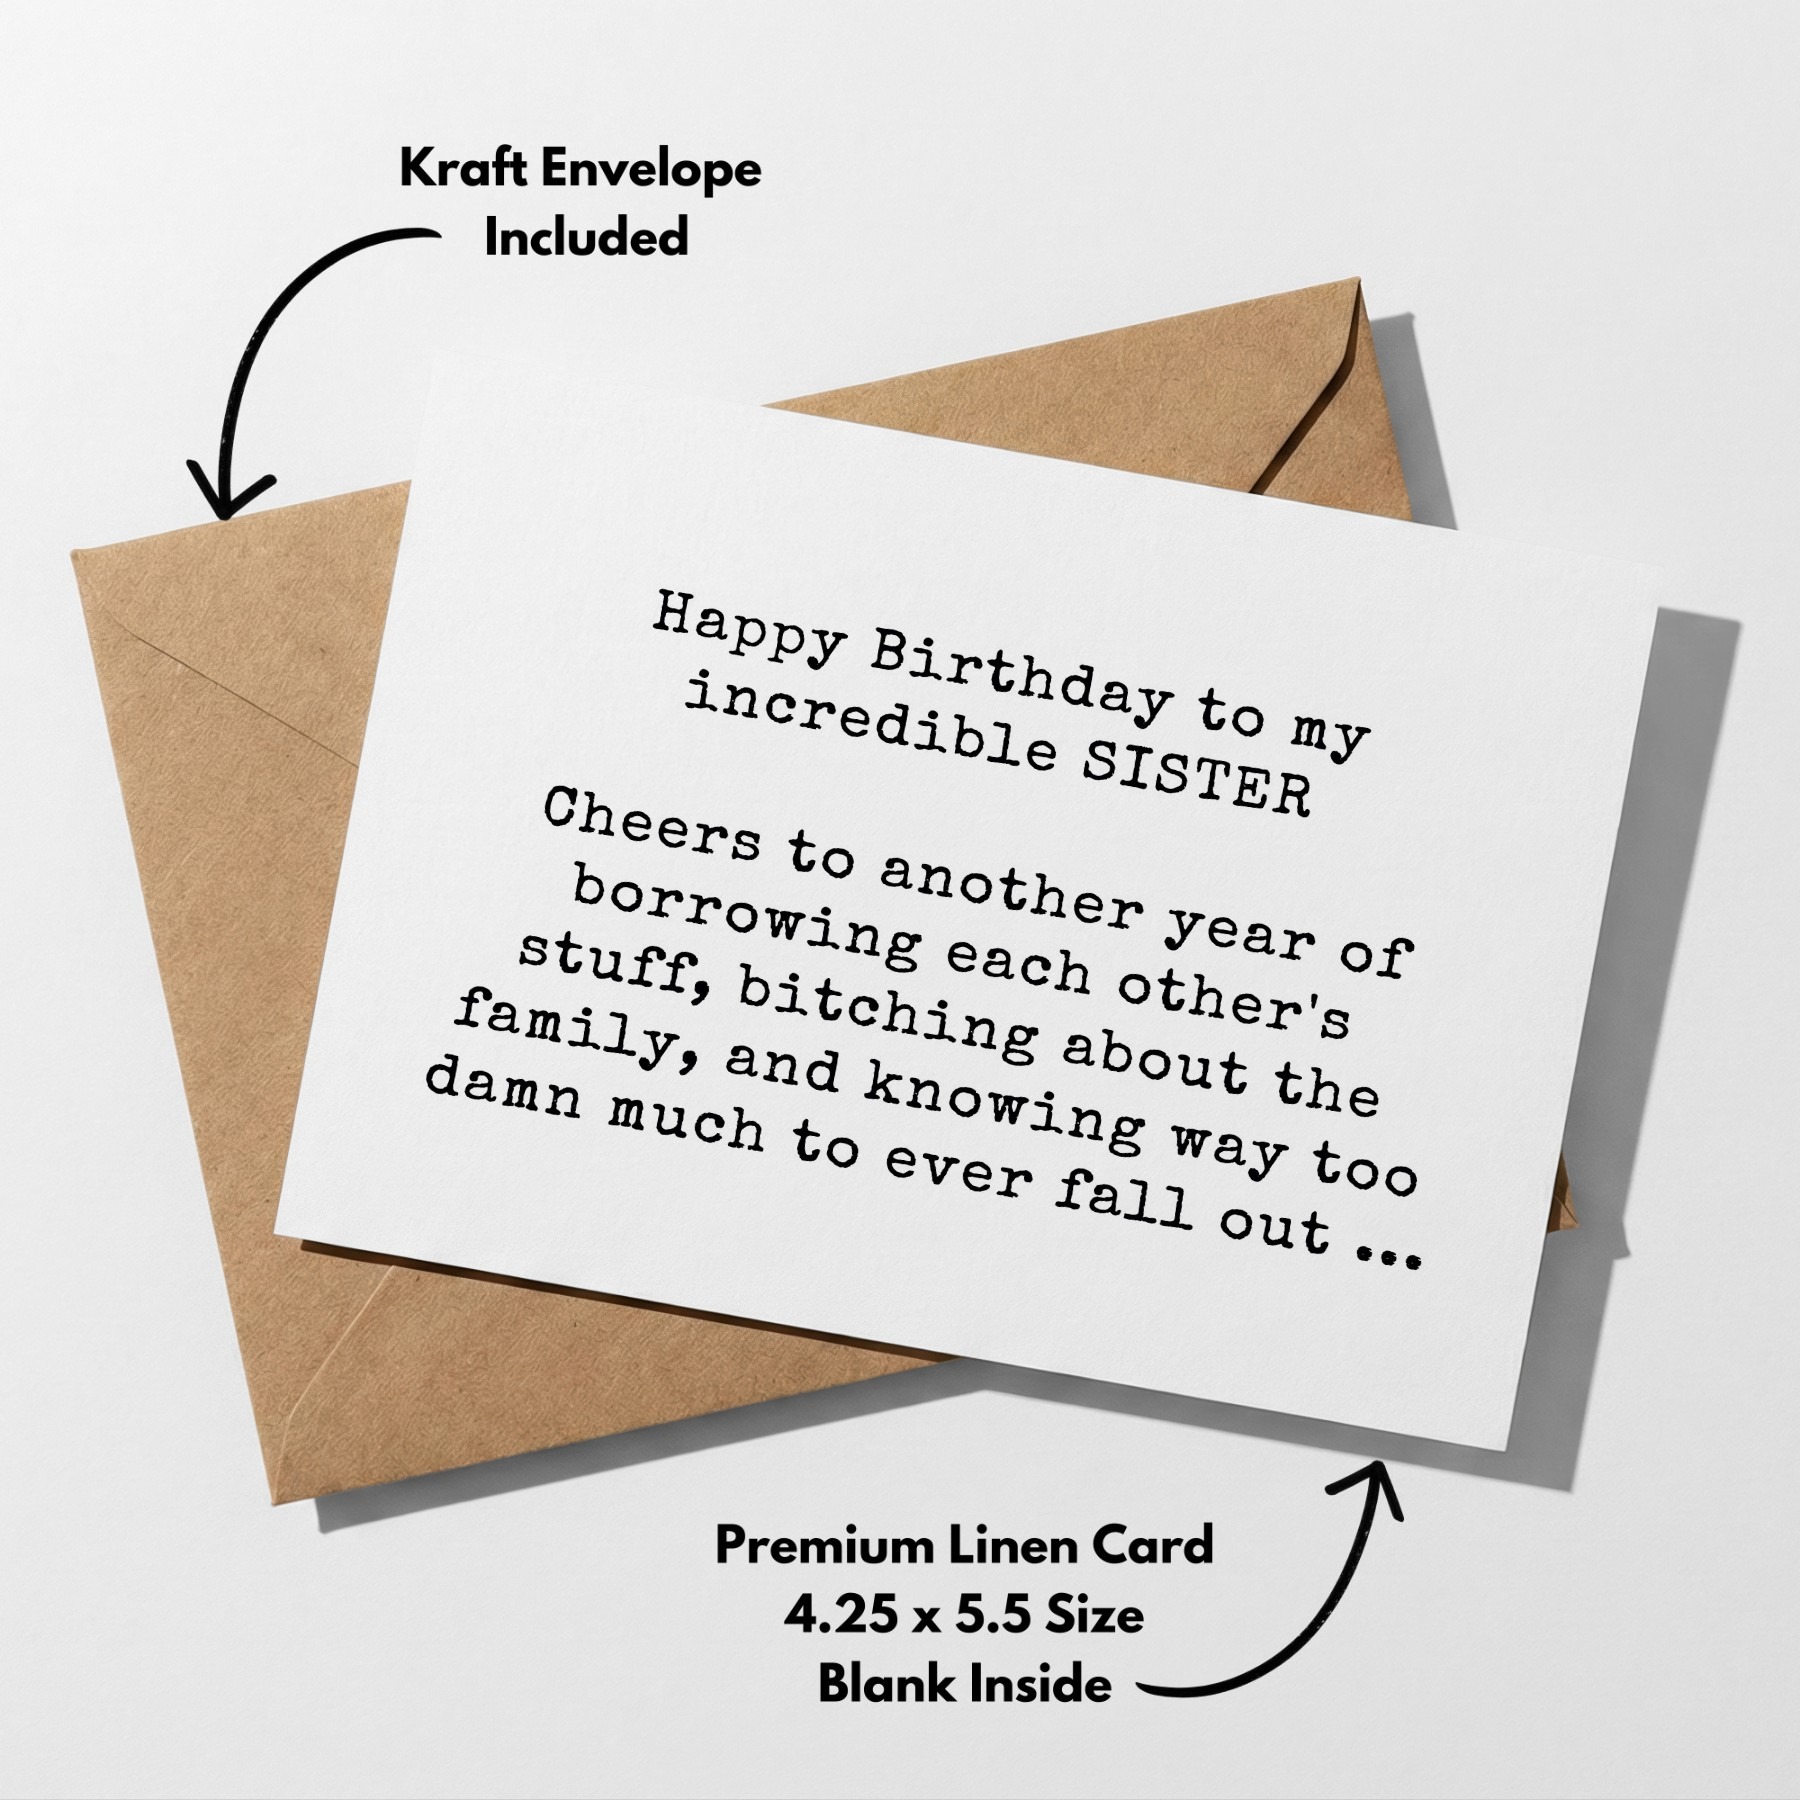 Kraft Envelope
Included
Happy Birthday to my
incredible SISTER
Cheers to another year of
borrowing each other's
stuff, bitching about the
family, and knowing way too
damn much to ever fall out ...
Premium Linen Card
4.25 x 5.5 Size
Blank Inside